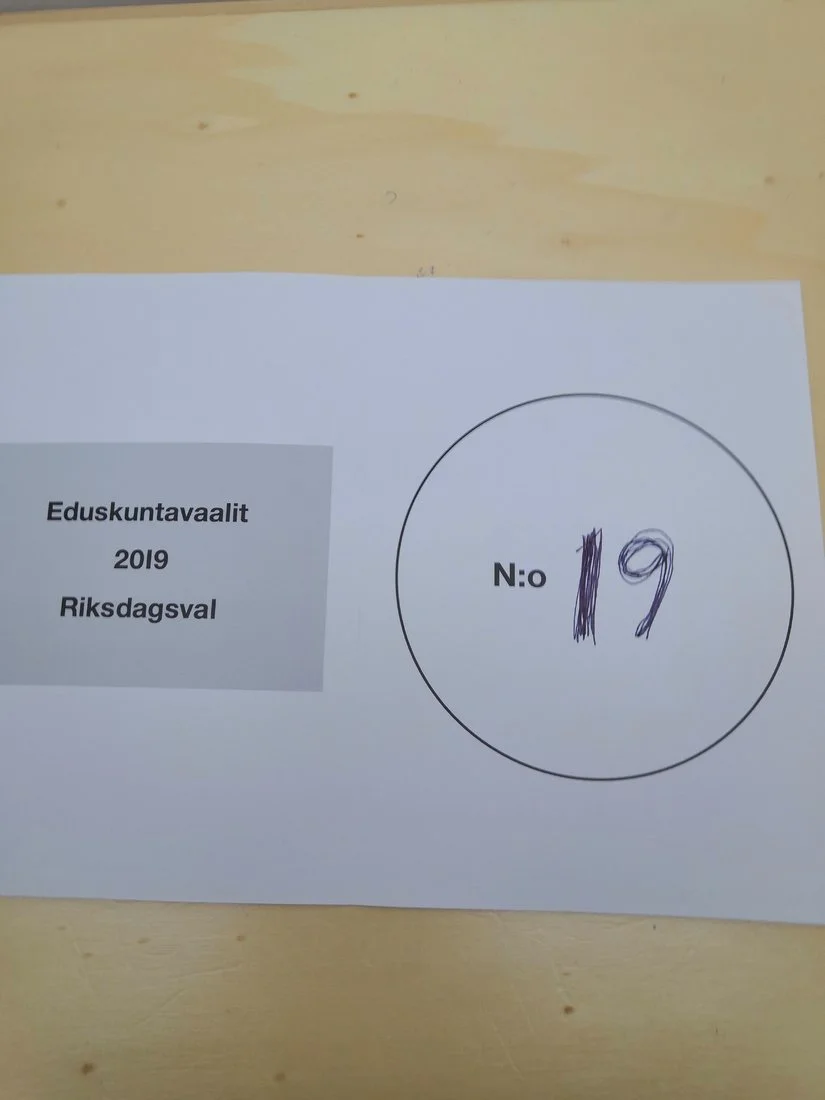 Eduskuntavaalit
2019
Riksdagsval
N:o 19